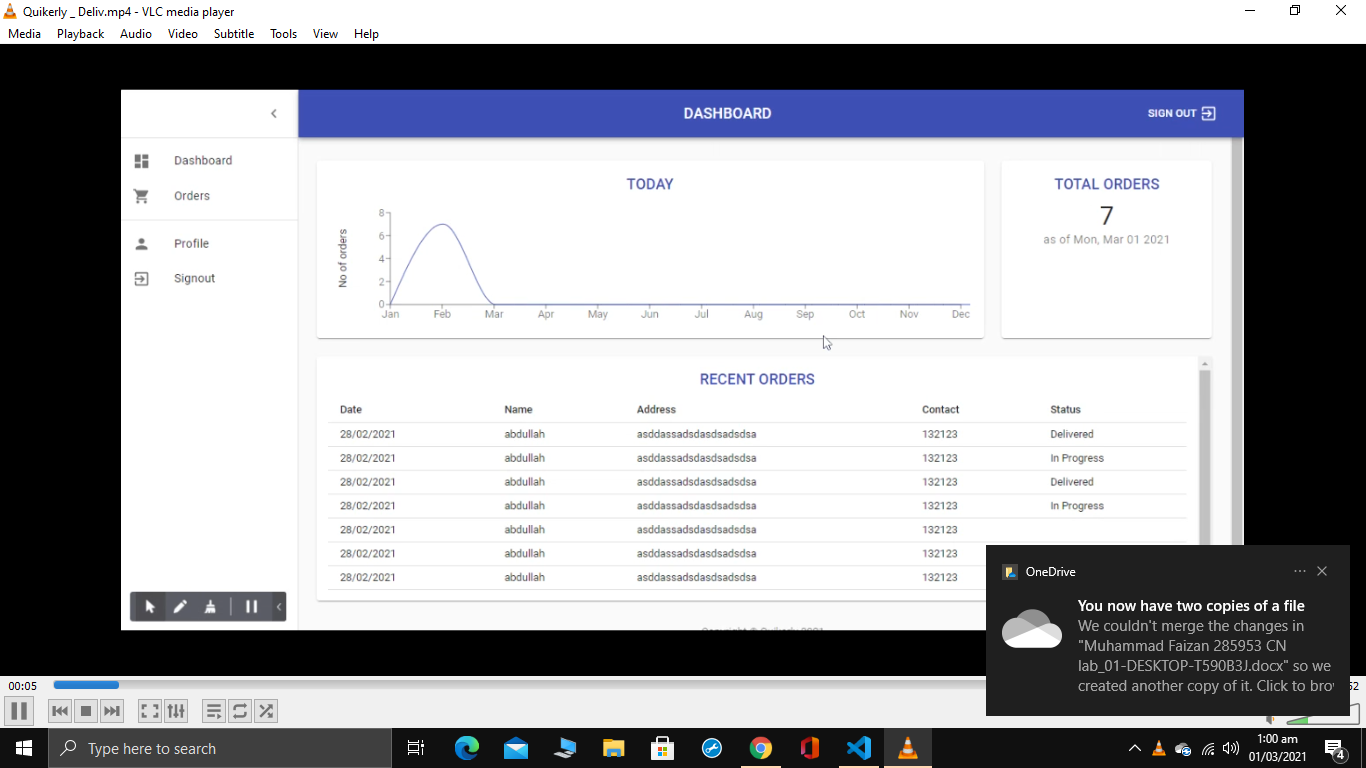 Quikerly _ Deliv.mp4 - VLC media player
Media Playback Audio Video Subtitle Tools View Help
DASHBOARD
SIGN OUT
Dashboard
Orders
Profile
Signout
TODAY
No of orders
8
6
4
2
0
Jan Feb Mar Apr May Jun Jul Aug Sep Oct Nov Dec
TOTAL ORDERS
7
as of Mon, Mar 01 2021
RECENT ORDERS
Date Name Address Contact Status
28/02/2021 abdullah asddassadsdasdsadsdsa 132123 Delivered
28/02/2021 abdullah asddassadsdasdsadsdsa 132123 In Progress
28/02/2021 abdullah asddassadsdasdsadsdsa 132123 Delivered
28/02/2021 abdullah asddassadsdasdsadsdsa 132123 In Progress
28/02/2021 abdullah asddassadsdasdsadsdsa 132123
28/02/2021 abdullah asddassadsdasdsadsdsa 132123
28/02/2021 abdullah asddassadsdasdsadsdsa 132123
OneDrive
You now have two copies of a file
We couldn't merge the changes in
"Muhammad Faizan 285953 CN
lab_01-DESKTOP-T590B3J.docx" so we
created another copy of it. Click to
00:05
Type here to search
1:00 am
01/03/2021
4